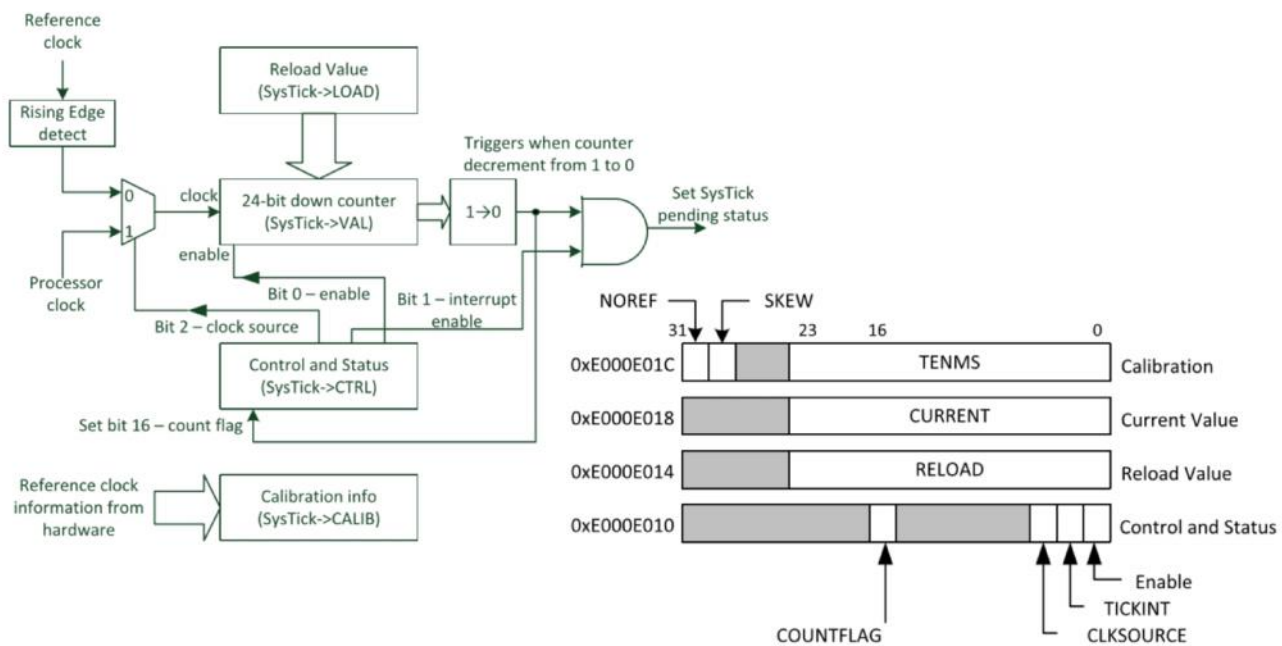 Reference
clock
Reload Value
(SysTick->LOAD)
Rising Edge
detect
Triggers when counter
decrement from 1 to 0
0
clock
24-bit down counter
(SysTick->VAL)
1→0
Set SysTick
pending status
1
enable
Processor
clock
Bit 0 – enable
Bit 1 – interrupt
enable
Bit 2 – clock source
Control and Status
(SysTick->CTRL)
Set bit 16 – count flag
Reference clock
information from
hardware
Calibration info
(SysTick->CALIB)
NOREF SKEW
31 23 16 0
0xE000E01C TENMS Calibration
0xE000E018 CURRENT Current Value
0xE000E014 RELOAD Reload Value
0xE000E010 Control and Status
Enable
TICKINT
COUNTFLAG CLKSOURCE